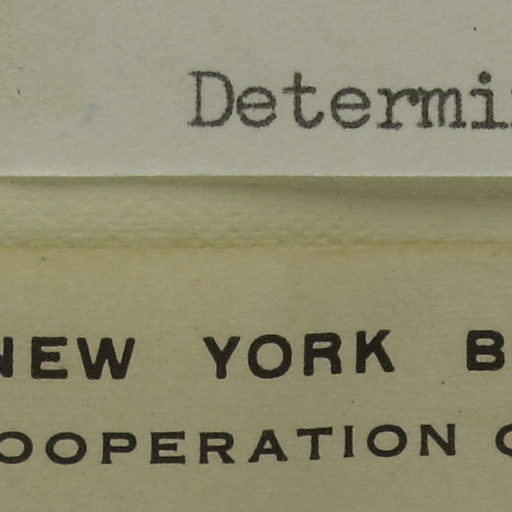 Determi
NEW YORK B
OOPERATION